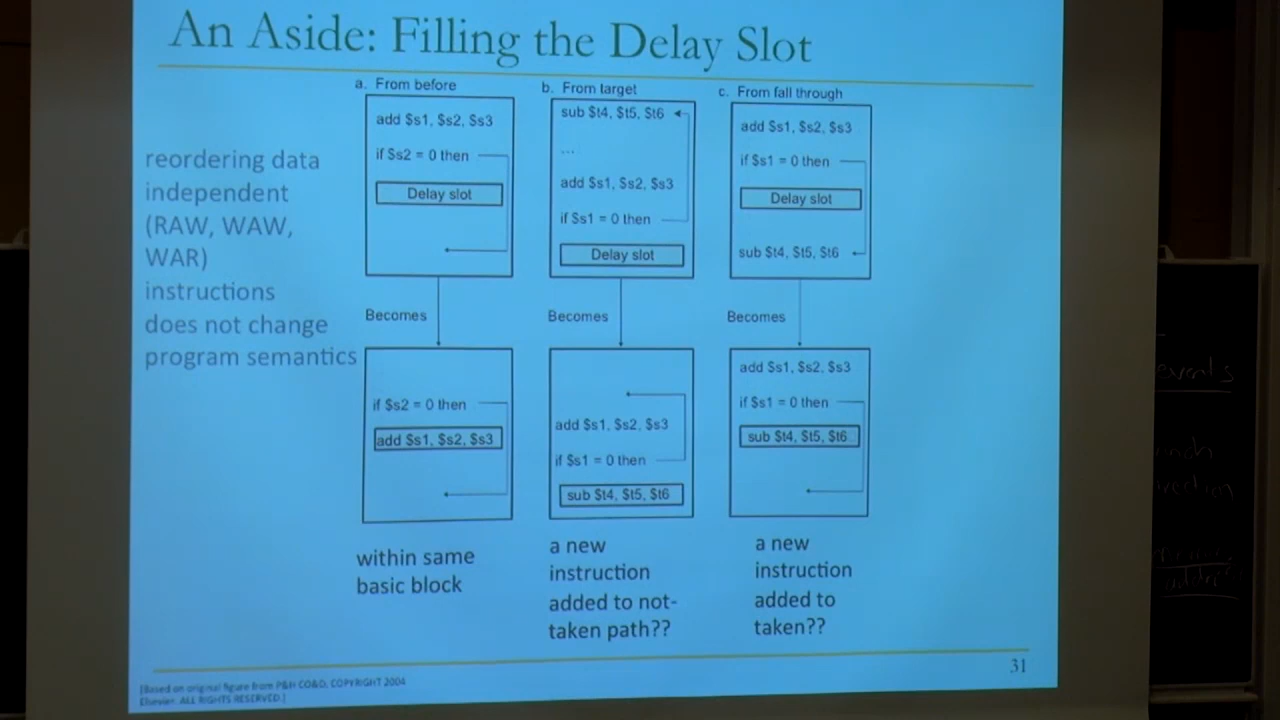 An Aside: Filling the Delay Slot
a. From before
b. From target
c. From fall through
reordering data
independent
(RAW, WAW,
WAR)
instructions
does not change
program semantics
add $s1, $s2, $s3
if $s2 = 0 then
Delay slot
Becomes
if $s2 = 0 then
add $s1, $s2, $s3
within same
basic block
sub $t4, $t5, $t6
...
add $s1, $s2, $s3
if $s1 = 0 then
Delay slot
Becomes
add $s1, $s2, $s3
if $s1 = 0 then
sub $t4, $t5, $t6
a new
instruction
added to not-
taken path??
add $s1, $s2, $s3
if $s1 = 0 then
Delay slot
sub $t4, $t5, $t6
Becomes
add $s1, $s2, $s3
if $s1 = 0 then
sub $t4, $t5, $t6
a new
instruction
added to
taken??
[Based on original figure from P&H CO&D, COPYRIGHT 2004
Elsevier. ALL RIGHTS RESERVED.]
31
events